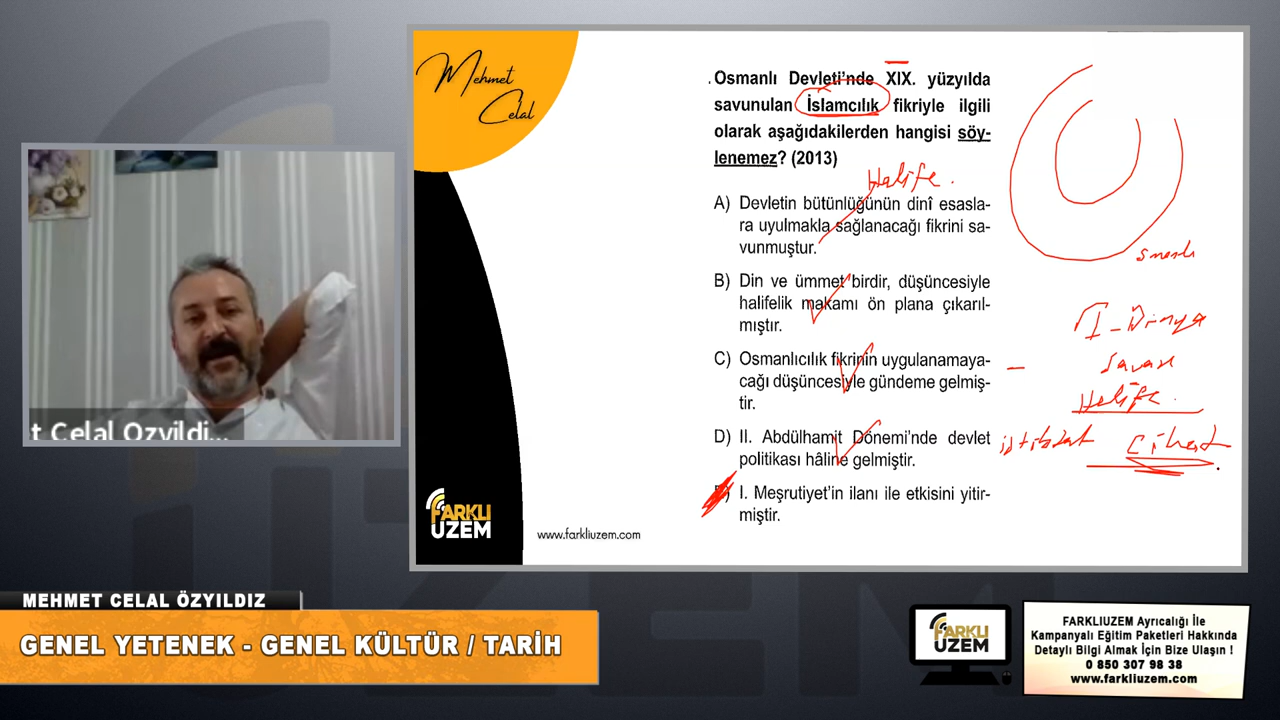 Mehmet
Celal
.Osmanlı Devleti'nde XIX. yüzyılda
savunulan İslamcılık fikriyle ilgili
olarak aşağıdakilerden hangisi söy-
lenemez? (2013)
Halife.
A) Devletin bütünlüğünün dinî esasla-
ra uyulmakla sağlanacağı fikrini sa-
vunmuştur.
B) Din ve ümmet birdir, düşüncesiyle
halifelik makamı ön plana çıkarıl-
mıştır.
C) Osmanlıcılık fikrinin uygulanamaya-
cağı düşüncesiyle gündeme gelmiş-
tir.
D) II. Abdülhamit Dönemi'nde devlet
politikası hâline gelmiştir.
E) I. Meşrutiyet'in ilanı ile etkisini yitir-
miştir.
I-Dünya
Savaşı
Halife.
istibdat Cihat
t Celal Ozyildi...
FARKLI
UZEM
www.farkliuzem.com
MEHMET CELAL ÖZYILDIZ
GENEL YETENEK - GENEL KÜLTÜR / TARİH
FARKLI
UZEM
FARKLIUZEM Ayrıcalığı İle
Kampanyalı Eğitim Paketleri Hakkında
Detaylı Bilgi Almak İçin Bize Ulaşın !
0 850 307 98 38
www.farkliuzem.com